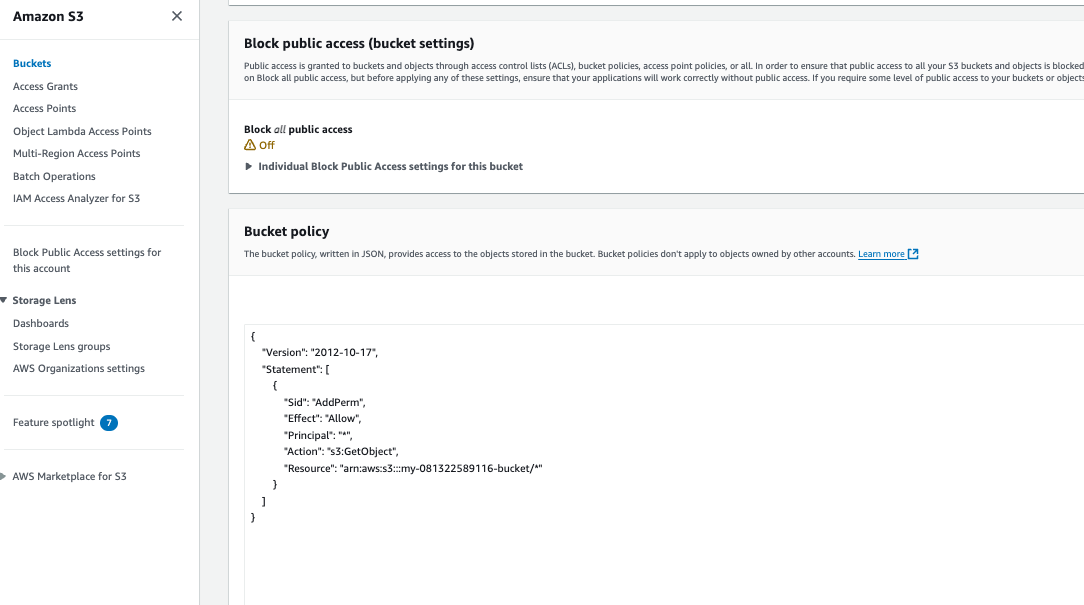 Amazon S3
Buckets
Access Grants
Access Points
Object Lambda Access Points
Multi-Region Access Points
Batch Operations
IAM Access Analyzer for S3
Block Public Access settings for
this account
Storage Lens
Dashboards
Storage Lens groups
AWS Organizations settings
Feature spotlight 7
AWS Marketplace for S3
Block public access (bucket settings)
Public access is granted to buckets and objects through access control lists (ACLs), bucket policies, access point policies, or all. In order to ensure that public access to all your S3 buckets and objects is blocked
on Block all public access, but before applying any of these settings, ensure that your applications will work correctly without public access. If you require some level of public access to your buckets or objects
Block all public access
Off
Individual Block Public Access settings for this bucket
Bucket policy
The bucket policy, written in JSON, provides access to the objects stored in the bucket. Bucket policies don't apply to objects owned by other accounts. Learn more
{
"Version": "2012-10-17",
"Statement": [
{
"Sid": "AddPerm",
"Effect": "Allow",
"Principal": "*",
"Action": "s3:GetObject",
"Resource": "arn:aws:s3:::my-081322589116-bucket/*"
}
]
}